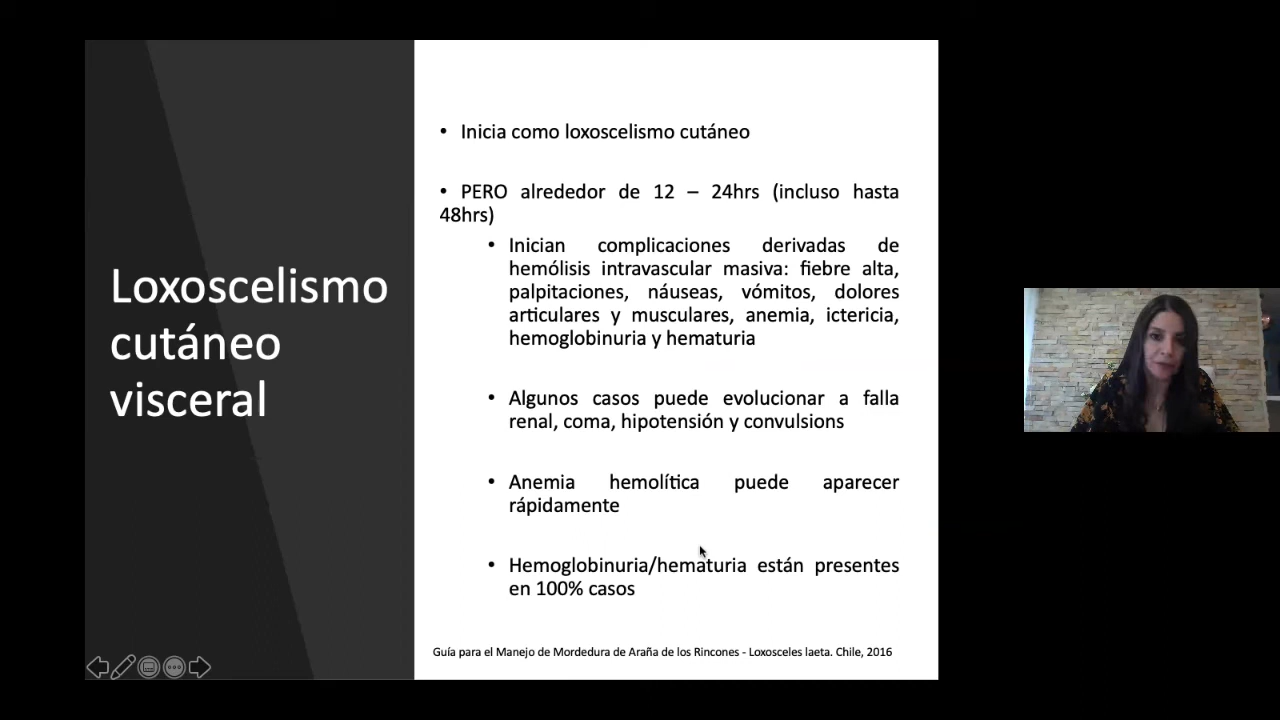 Loxoscelismo
cutáneo
visceral
• Inicia como loxoscelismo cutáneo
• PERO alrededor de 12 – 24hrs (incluso hasta
48hrs)
• Inician complicaciones derivadas de
hemólisis intravascular masiva: fiebre alta,
palpitaciones, náuseas, vómitos, dolores
articulares y musculares, anemia, ictericia,
hemoglobinuria y hematuria
• Algunos casos puede evolucionar a falla
renal, coma, hipotensión y convulsions
• Anemia hemolítica puede aparecer
rápidamente
• Hemoglobinuria/hematuria están presentes
en 100% casos
Guía para el Manejo de Mordedura de Araña de los Rincones - Loxosceles laeta. Chile, 2016